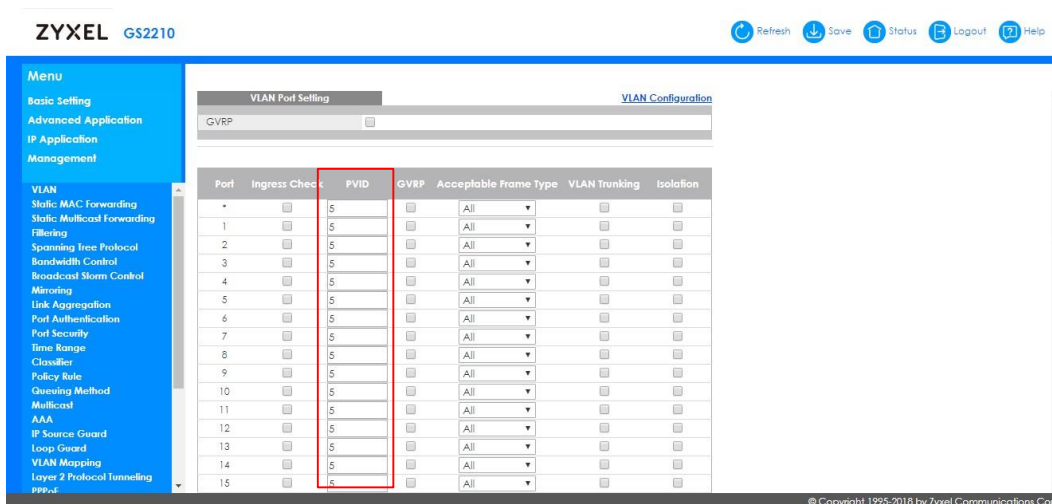 ZYXEL GS2210
Refresh Save Status Logout Help
Menu
Basic Setting
Advanced Application
IP Application
Management
VLAN
Static MAC Forwarding
Static Multicast Forwarding
Filtering
Spanning Tree Protocol
Bandwidth Control
Broadcast Storm Control
Mirroring
Link Aggregation
Port Authentication
Port Security
Time Range
Classifier
Policy Rule
Queuing Method
Multicast
AAA
IP Source Guard
Loop Guard
VLAN Mapping
Layer 2 Protocol Tunneling
PPPoE
VLAN Port Setting VLAN Configuration
GVRP
Port Ingress Check PVID GVRP Acceptable Frame Type VLAN Trunking Isolation
* 5 All
1 5 All
2 5 All
3 5 All
4 5 All
5 5 All
6 5 All
7 5 All
8 5 All
9 5 All
10 5 All
11 5 All
12 5 All
13 5 All
14 5 All
15 5 All
© Copyright 1995-2018 by Zyxel Communications Co